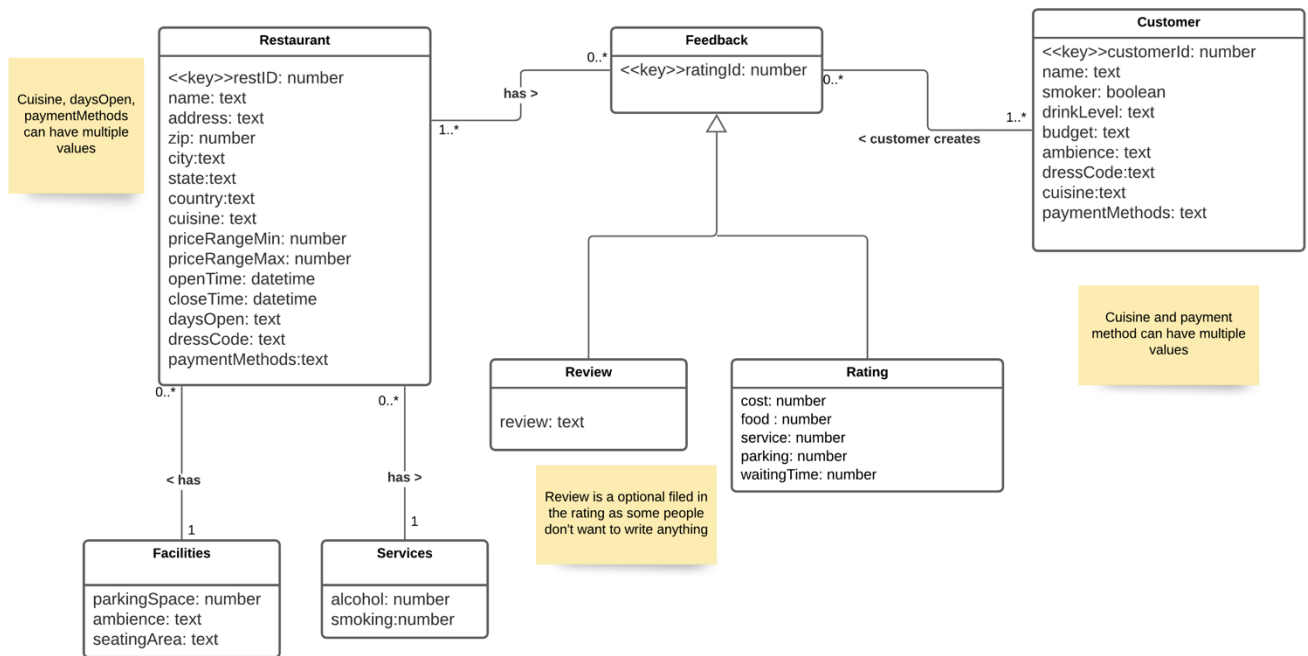 Cuisine, daysOpen,
paymentMethods
can have multiple
values
Restaurant
<<key>>restID: number
name: text
address: text
zip: number
city:text
state:text
country:text
cuisine: text
priceRangeMin: number
priceRangeMax: number
openTime: datetime
closeTime: datetime
daysOpen: text
dressCode: text
paymentMethods:text
has >
1..*
0..*
Feedback
<<key>>ratingId: number
0..*
< customer creates
1..*
Customer
<<key>>customerId: number
name: text
smoker: boolean
drinkLevel: text
budget: text
ambience: text
dressCode:text
cuisine:text
paymentMethods: text
Cuisine and payment
method can have multiple
values
Review
review: text
Rating
cost: number
food : number
service: number
parking: number
waitingTime: number
Review is a optional filed in
the rating as some people
don't want to write anything
0..*
< has
1
0..*
has >
1
Facilities
parkingSpace: number
ambience: text
seatingArea: text
Services
alcohol: number
smoking:number